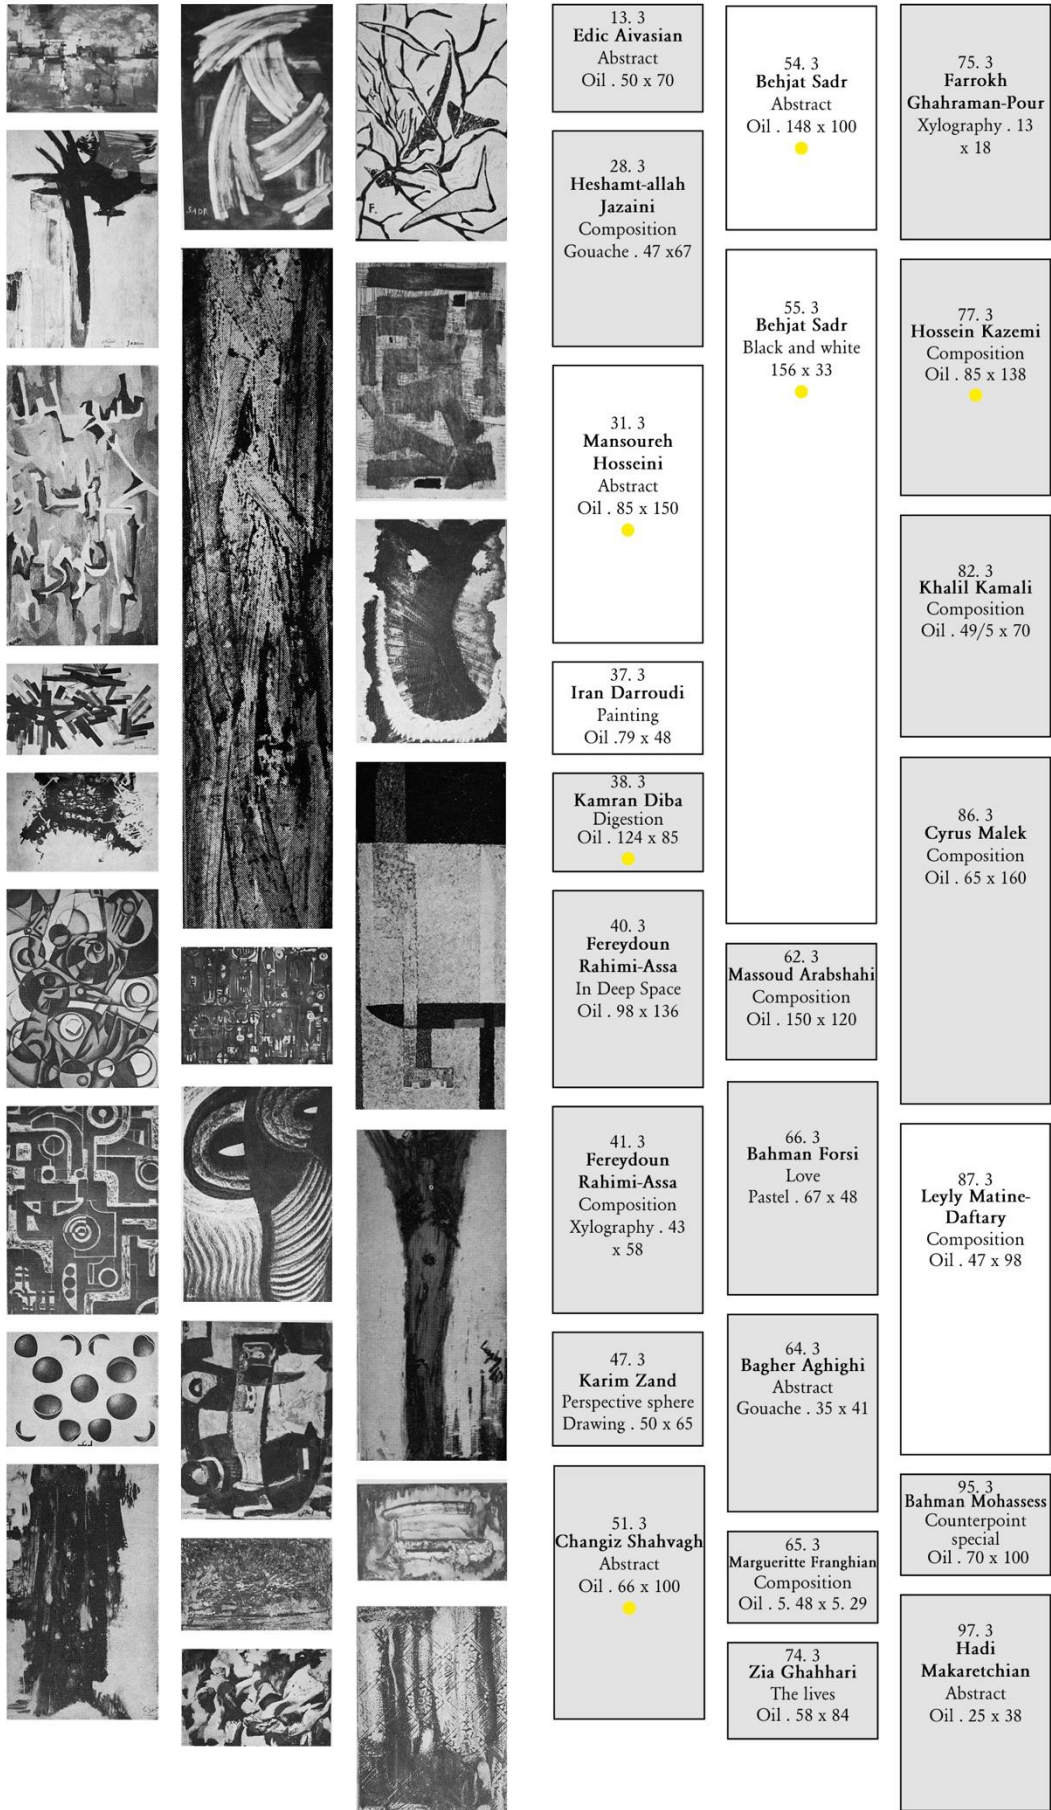 SADR
F.
13. 3
Edic Aivasian
Abstract
Oil . 50 x 70
28. 3
Heshamt-allah
Jazaini
Composition
Gouache . 47 x67
31. 3
Mansoureh
Hosseini
Abstract
Oil . 85 x 150
37. 3
Iran Darroudi
Painting
Oil .79 x 48
38. 3
Kamran Diba
Digestion
Oil . 124 x 85
40. 3
Fereydoun
Rahimi-Assa
In Deep Space
Oil . 98 x 136
41. 3
Fereydoun
Rahimi-Assa
Composition
Xylography . 43
x 58
47. 3
Karim Zand
Perspective sphere
Drawing . 50 x 65
51. 3
Changiz Shahvagh
Abstract
Oil . 66 x 100
54. 3
Behjat Sadr
Abstract
Oil . 148 x 100
55. 3
Behjat Sadr
Black and white
156 x 33
62. 3
Massoud Arabshahi
Composition
Oil . 150 x 120
66. 3
Bahman Forsi
Love
Pastel . 67 x 48
64. 3
Bagher Aghighi
Abstract
Gouache . 35 x 41
65. 3
Margueritte Franghian
Composition
Oil . 5. 48 x 5. 29
74. 3
Zia Ghahhari
The lives
Oil . 58 x 84
75. 3
Farrokh
Ghahraman-Pour
Xylography . 13
x 18
77. 3
Hossein Kazemi
Composition
Oil . 85 x 138
82. 3
Khalil Kamali
Composition
Oil . 49/5 x 70
86. 3
Cyrus Malek
Composition
Oil . 65 x 160
87. 3
Leyly Matine-
Daftary
Composition
Oil . 47 x 98
95. 3
Bahman Mohassess
Counterpoint
special
Oil . 70 x 100
97. 3
Hadi
Makaretchian
Abstract
Oil . 25 x 38